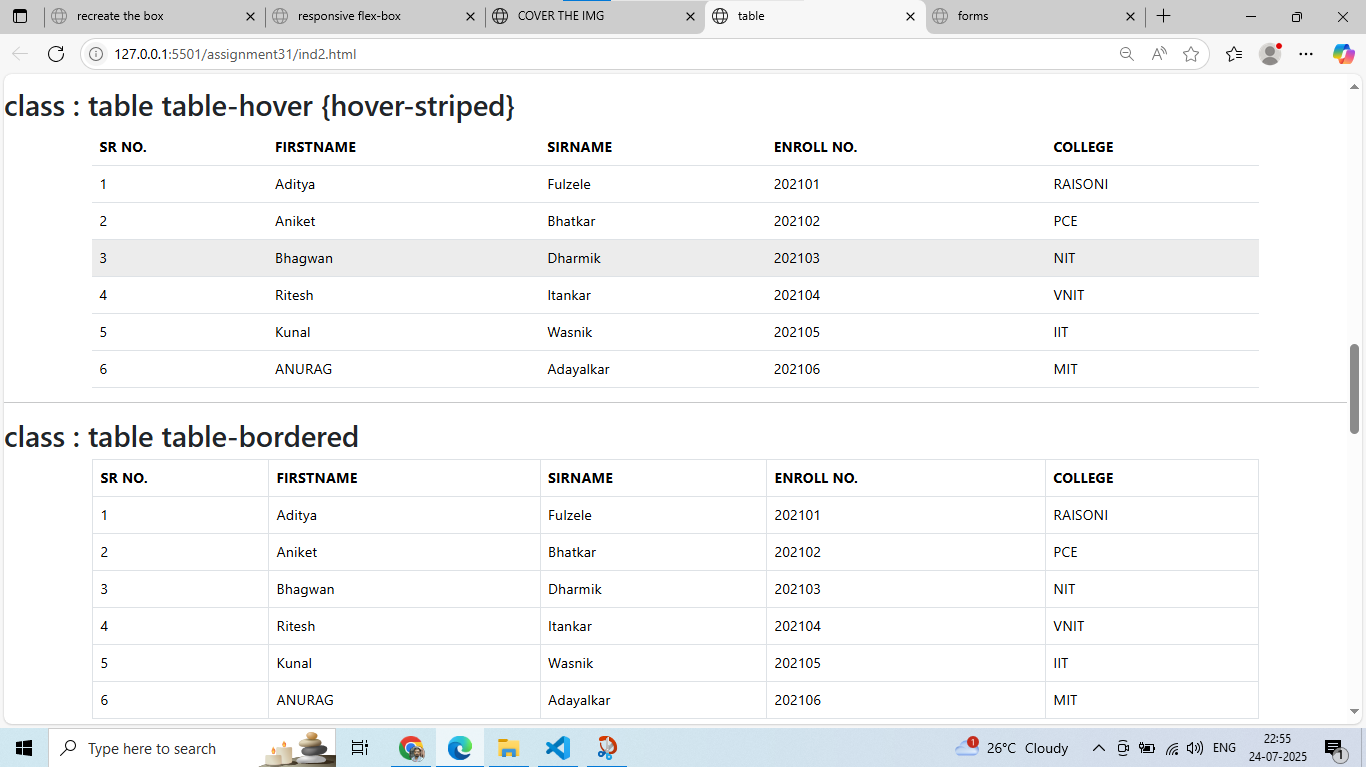 recreate the box
responsive flex-box
COVER THE IMG
table
forms
127.0.0.1:5501/assignment31/ind2.html
class : table table-hover {hover-striped}
SR NO. FIRSTNAME SIRNAME ENROLL NO. COLLEGE
1 Aditya Fulzele 202101 RAISONI
2 Aniket Bhatkar 202102 PCE
3 Bhagwan Dharmik 202103 NIT
4 Ritesh Itankar 202104 VNIT
5 Kunal Wasnik 202105 IIT
6 ANURAG Adayalkar 202106 MIT
class : table table-bordered
SR NO. FIRSTNAME SIRNAME ENROLL NO. COLLEGE
1 Aditya Fulzele 202101 RAISONI
2 Aniket Bhatkar 202102 PCE
3 Bhagwan Dharmik 202103 NIT
4 Ritesh Itankar 202104 VNIT
5 Kunal Wasnik 202105 IIT
6 ANURAG Adayalkar 202106 MIT
Type here to search
1
26°C Cloudy
ENG
22:55
24-07-2025
1